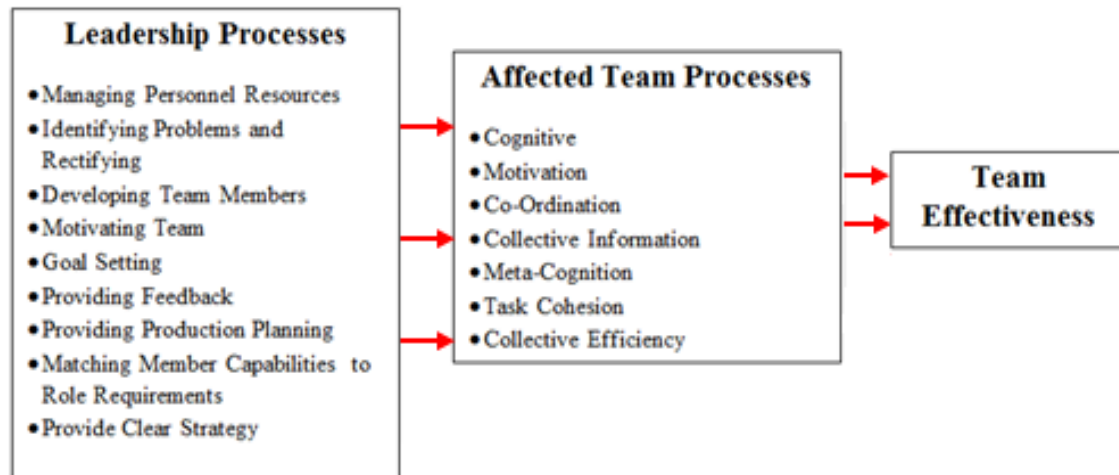 Leadership Processes
•Managing Personnel Resources
•Identifying Problems and
Rectifying
•Developing Team Members
•Motivating Team
•Goal Setting
•Providing Feedback
•Providing Production Planning
•Matching Member Capabilities to
Role Requirements
•Provide Clear Strategy
Affected Team Processes
•Cognitive
•Motivation
•Co-Ordination
•Collective Information
•Meta-Cognition
•Task Cohesion
•Collective Efficiency
Team
Effectiveness